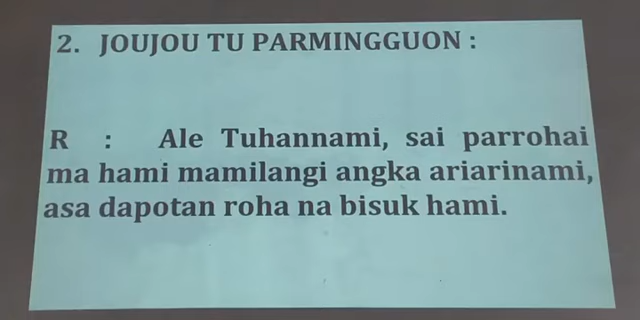 2. JOUJOU TU PARMINGGUON :
R : Ale Tuhannami, sai parrohai
ma hami mamilangi angka ariarinami,
asa dapotan roha na bisuk hami.